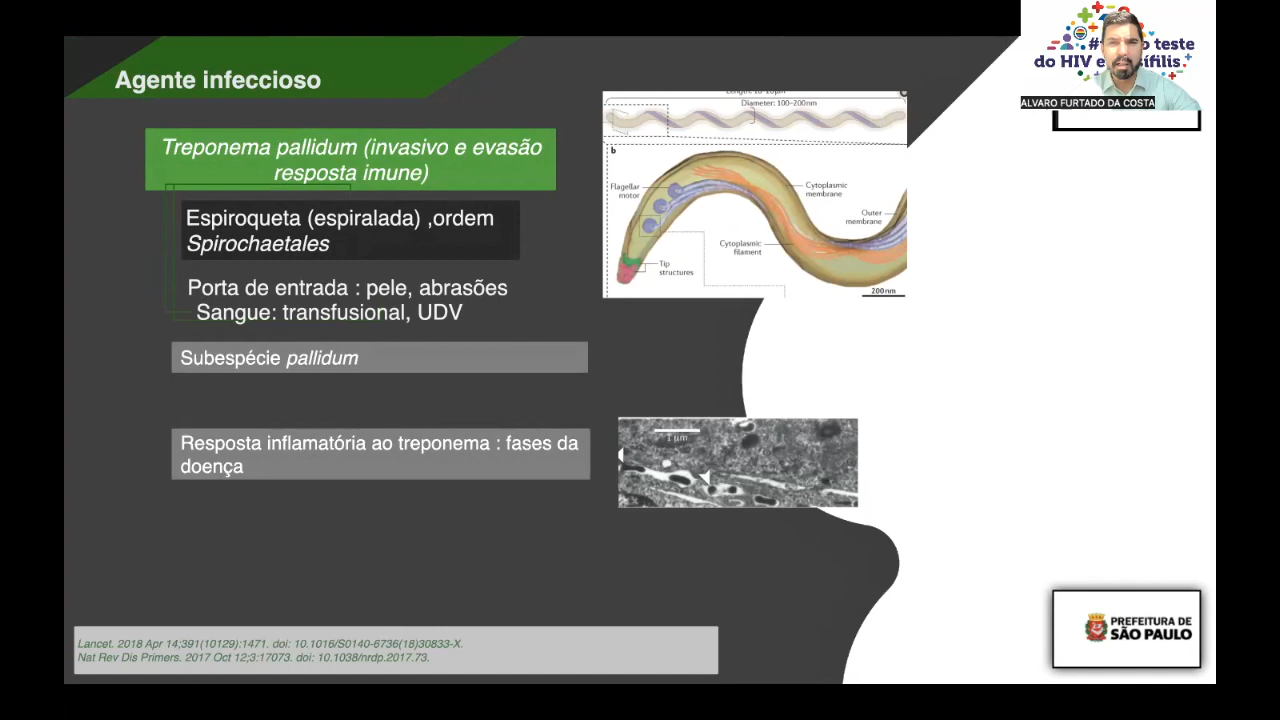 Agente infeccioso
Treponema pallidum (invasivo e evasão
resposta imune)
Espiroqueta (espiralada) ,ordem
Spirochaetales
Porta de entrada : pele, abrasões
Sangue: transfusional, UDV
Subespécie pallidum
Resposta inflamatória ao treponema : fases da
doença
Diameter: 100–200nm
b
Flagellar
motor
Cytoplasmic
membrane
Outer
membrane
Cytoplasmic
filament
Tip
structures
200nm
1 µm
Lancet. 2018 Apr 14;391(10129):1471. doi: 10.1016/S0140-6736(18)30833-X.
Nat Rev Dis Primers. 2017 Oct 12;3:17073. doi: 10.1038/nrdp.2017.73.
teste
do HIV e sífilis.
ALVARO FURTADO DA COSTA
PREFEITURA DE
SÃO PAULO